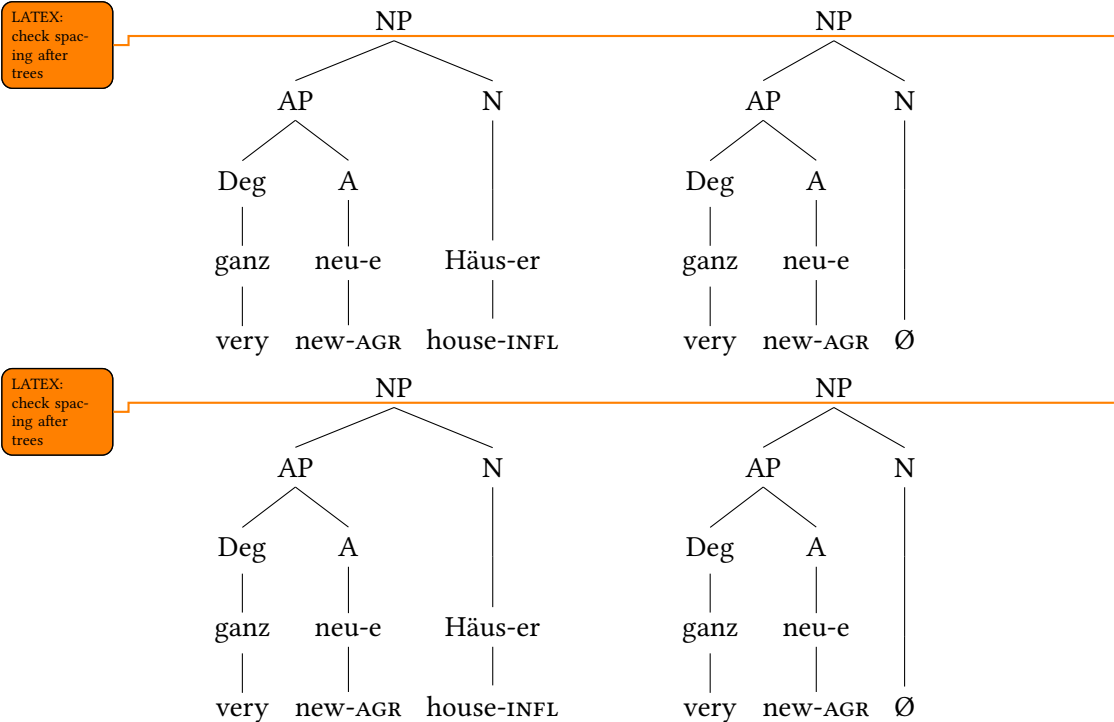 LATEX:
check spac-
ing after
trees
NP NP
AP N AP N
Deg A Deg A
ganz neu-e Häus-er ganz neu-e
very new-AGR house-INFL very new-AGR Ø
LATEX:
check spac-
ing after
trees
NP NP
AP N AP N
Deg A Deg A
ganz neu-e Häus-er ganz neu-e
very new-AGR house-INFL very new-AGR Ø